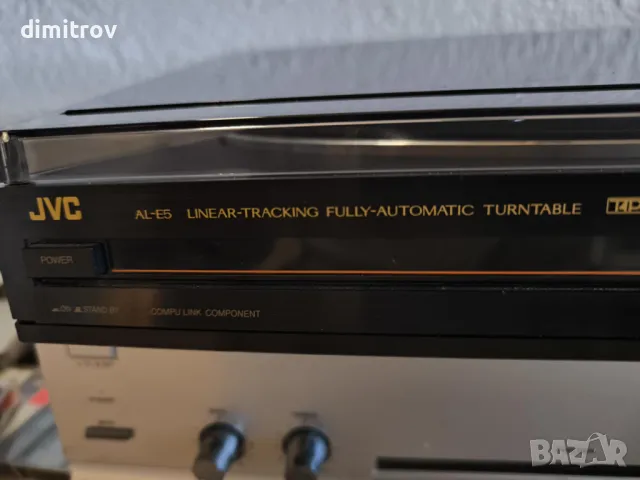 dimitrov
JVC AL-E5 LINEAR-TRACKING FULLY-AUTOMATIC TURNTABLE
POWER
ON STAND BY COMPU LINK COMPONENT
BAZAR